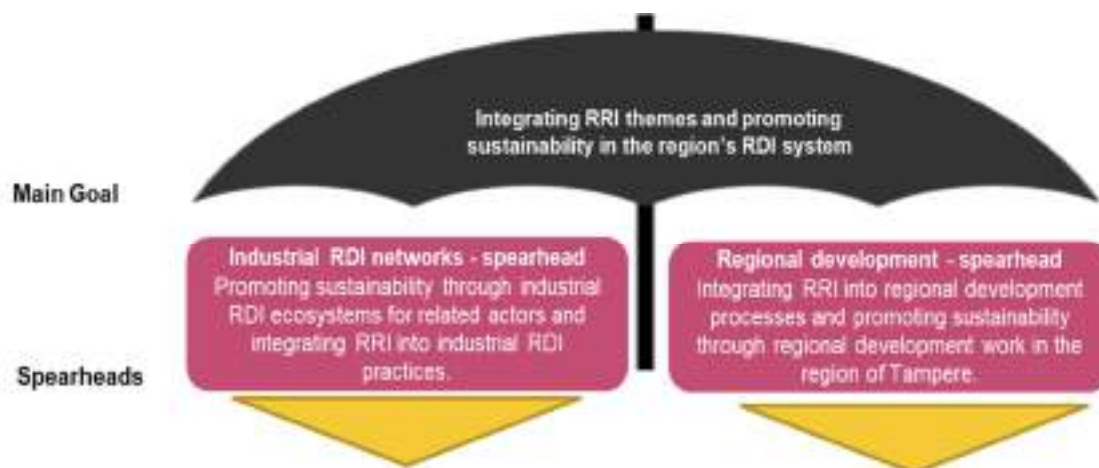 Integrating RRI themes and promoting
sustainability in the region's RDI system
Main Goal
Industrial RDI networks - spearhead
Promoting sustainability through industrial
RDI ecosystems for related actors and
integrating RRI into industrial RDI
practices.
Regional development - spearhead
Integrating RRI into regional development
processes and promoting sustainability
through regional development work in the
region of Tampere.
Spearheads